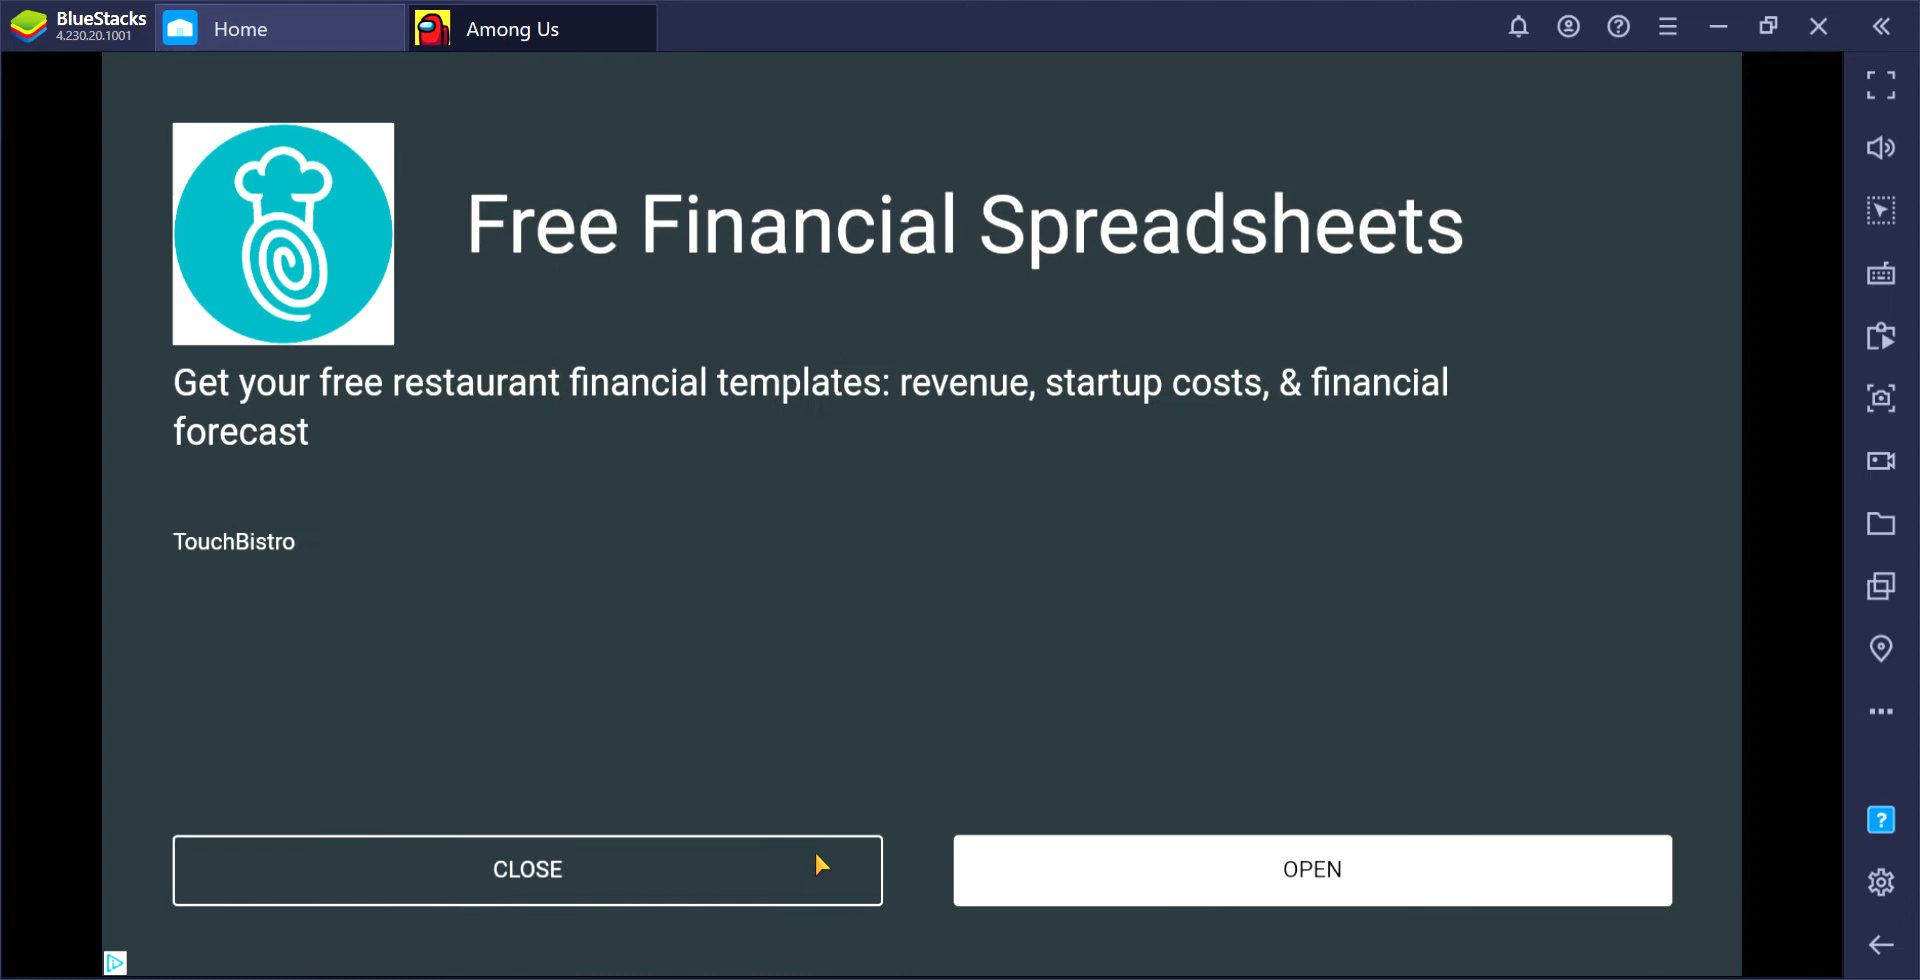 BlueStacks
4.230.20.1001
Home
Among Us
Free Financial Spreadsheets
Get your free restaurant financial templates: revenue, startup costs, & financial
forecast
TouchBistro
CLOSE
OPEN